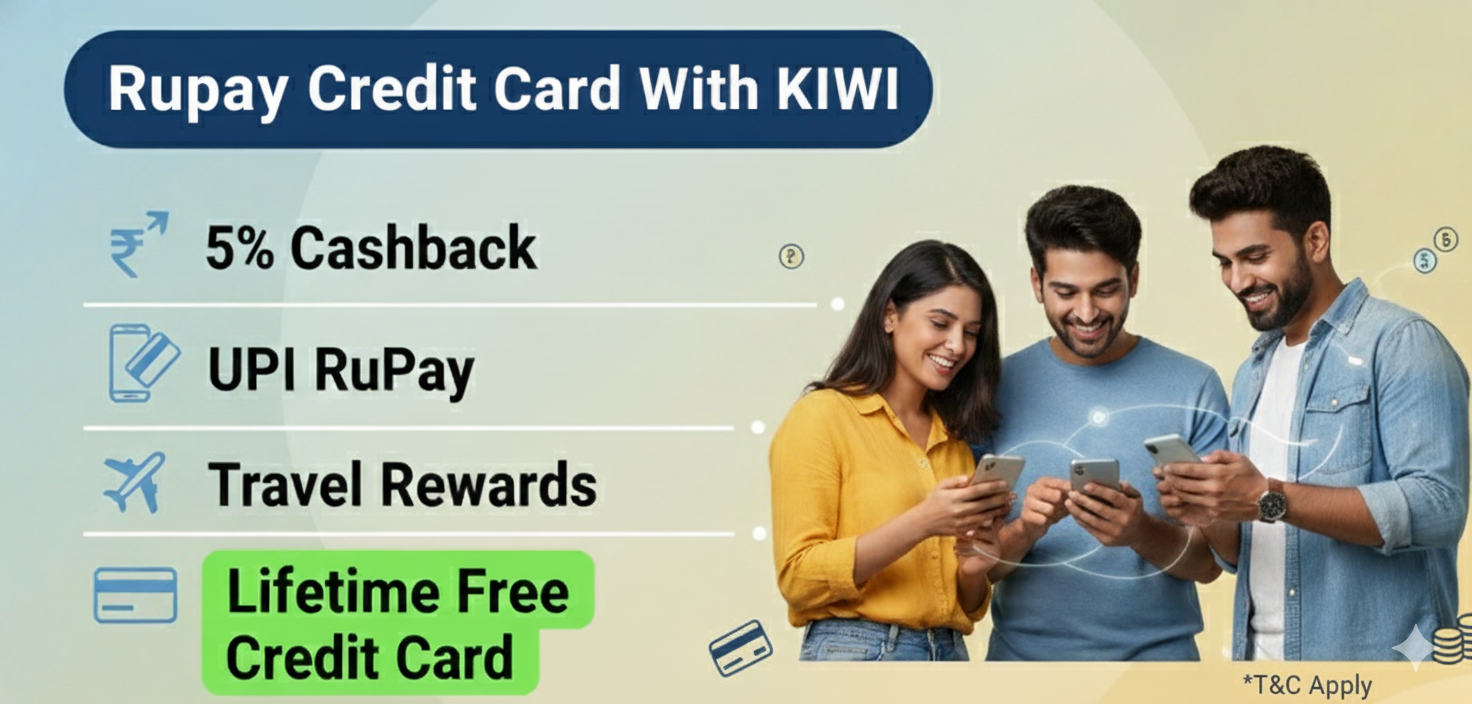 Rupay Credit Card With KIWI
5% Cashback
UPI RuPay
Travel Rewards
Lifetime Free
Credit Card
*T&C Apply